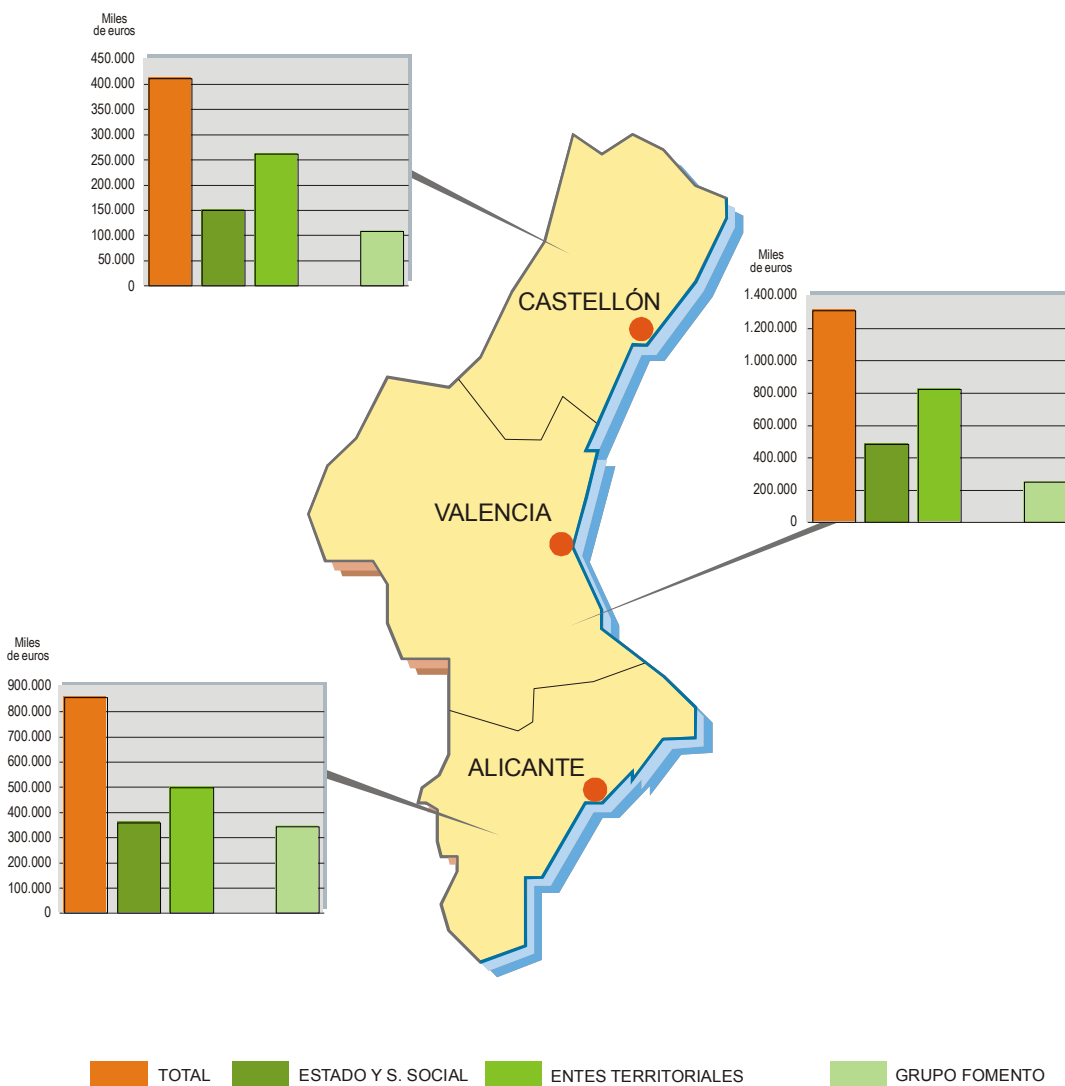 Miles
de euros
450.000
400.000
350.000
300.000
250.000
200.000
150.000
100.000
50.000
0
CASTELLÓN
Miles
de euros
1.400.000
1.200.000
1.000.000
800.000
600.000
400.000
200.000
0
VALENCIA
Miles
de euros
900.000
800.000
700.000
600.000
500.000
400.000
300.000
200.000
100.000
0
ALICANTE
TOTAL ESTADO Y S. SOCIAL ENTES TERRITORIALES GRUPO FOMENTO